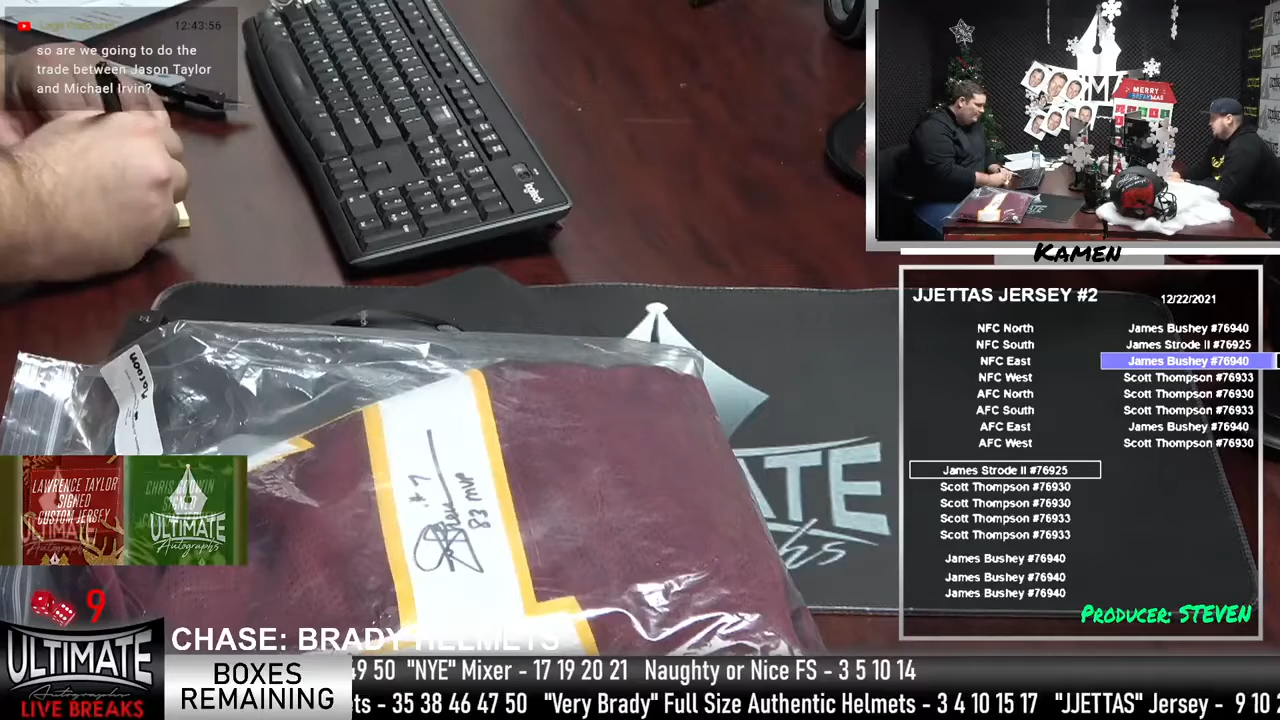 12:43:56
so are we going to do the
trade between Jason Taylor
and Michael Irvin?
logitech
MERRY
BREAKMAS
KAMEN
JJETTAS JERSEY #2
12/22/2021
NFC North James Bushey #76940
NFC South James Strode II #76925
NFC East James Bushey #76940
NFC West Scott Thompson #76933
AFC North Scott Thompson #76930
AFC South Scott Thompson #76933
AFC East James Bushey #76940
AFC West Scott Thompson #76930
James Strode II #76925
Scott Thompson #76930
Scott Thompson #76930
Scott Thompson #76933
Scott Thompson #76933
James Bushey #76940
James Bushey #76940
James Bushey #76940
PRODUCER: STEVEN
#7
83 MVP
LAWRENCE TAYLOR
SIGNED
CUSTOM JERSEY
SIGNED
ULTIMATE
Autographs
9
ULTIMATE
Autographs
LIVE BREAKS
CHASE: BRADY HELMETS
BOXES
REMAINING
49 50 "NYE" Mixer - 17 19 20 21 Naughty or Nice FS - 3 5 10 14
ts - 35 38 46 47 50 "Very Brady" Full Size Authentic Helmets - 3 4 10 15 17 "JJETTAS" Jersey - 9 10